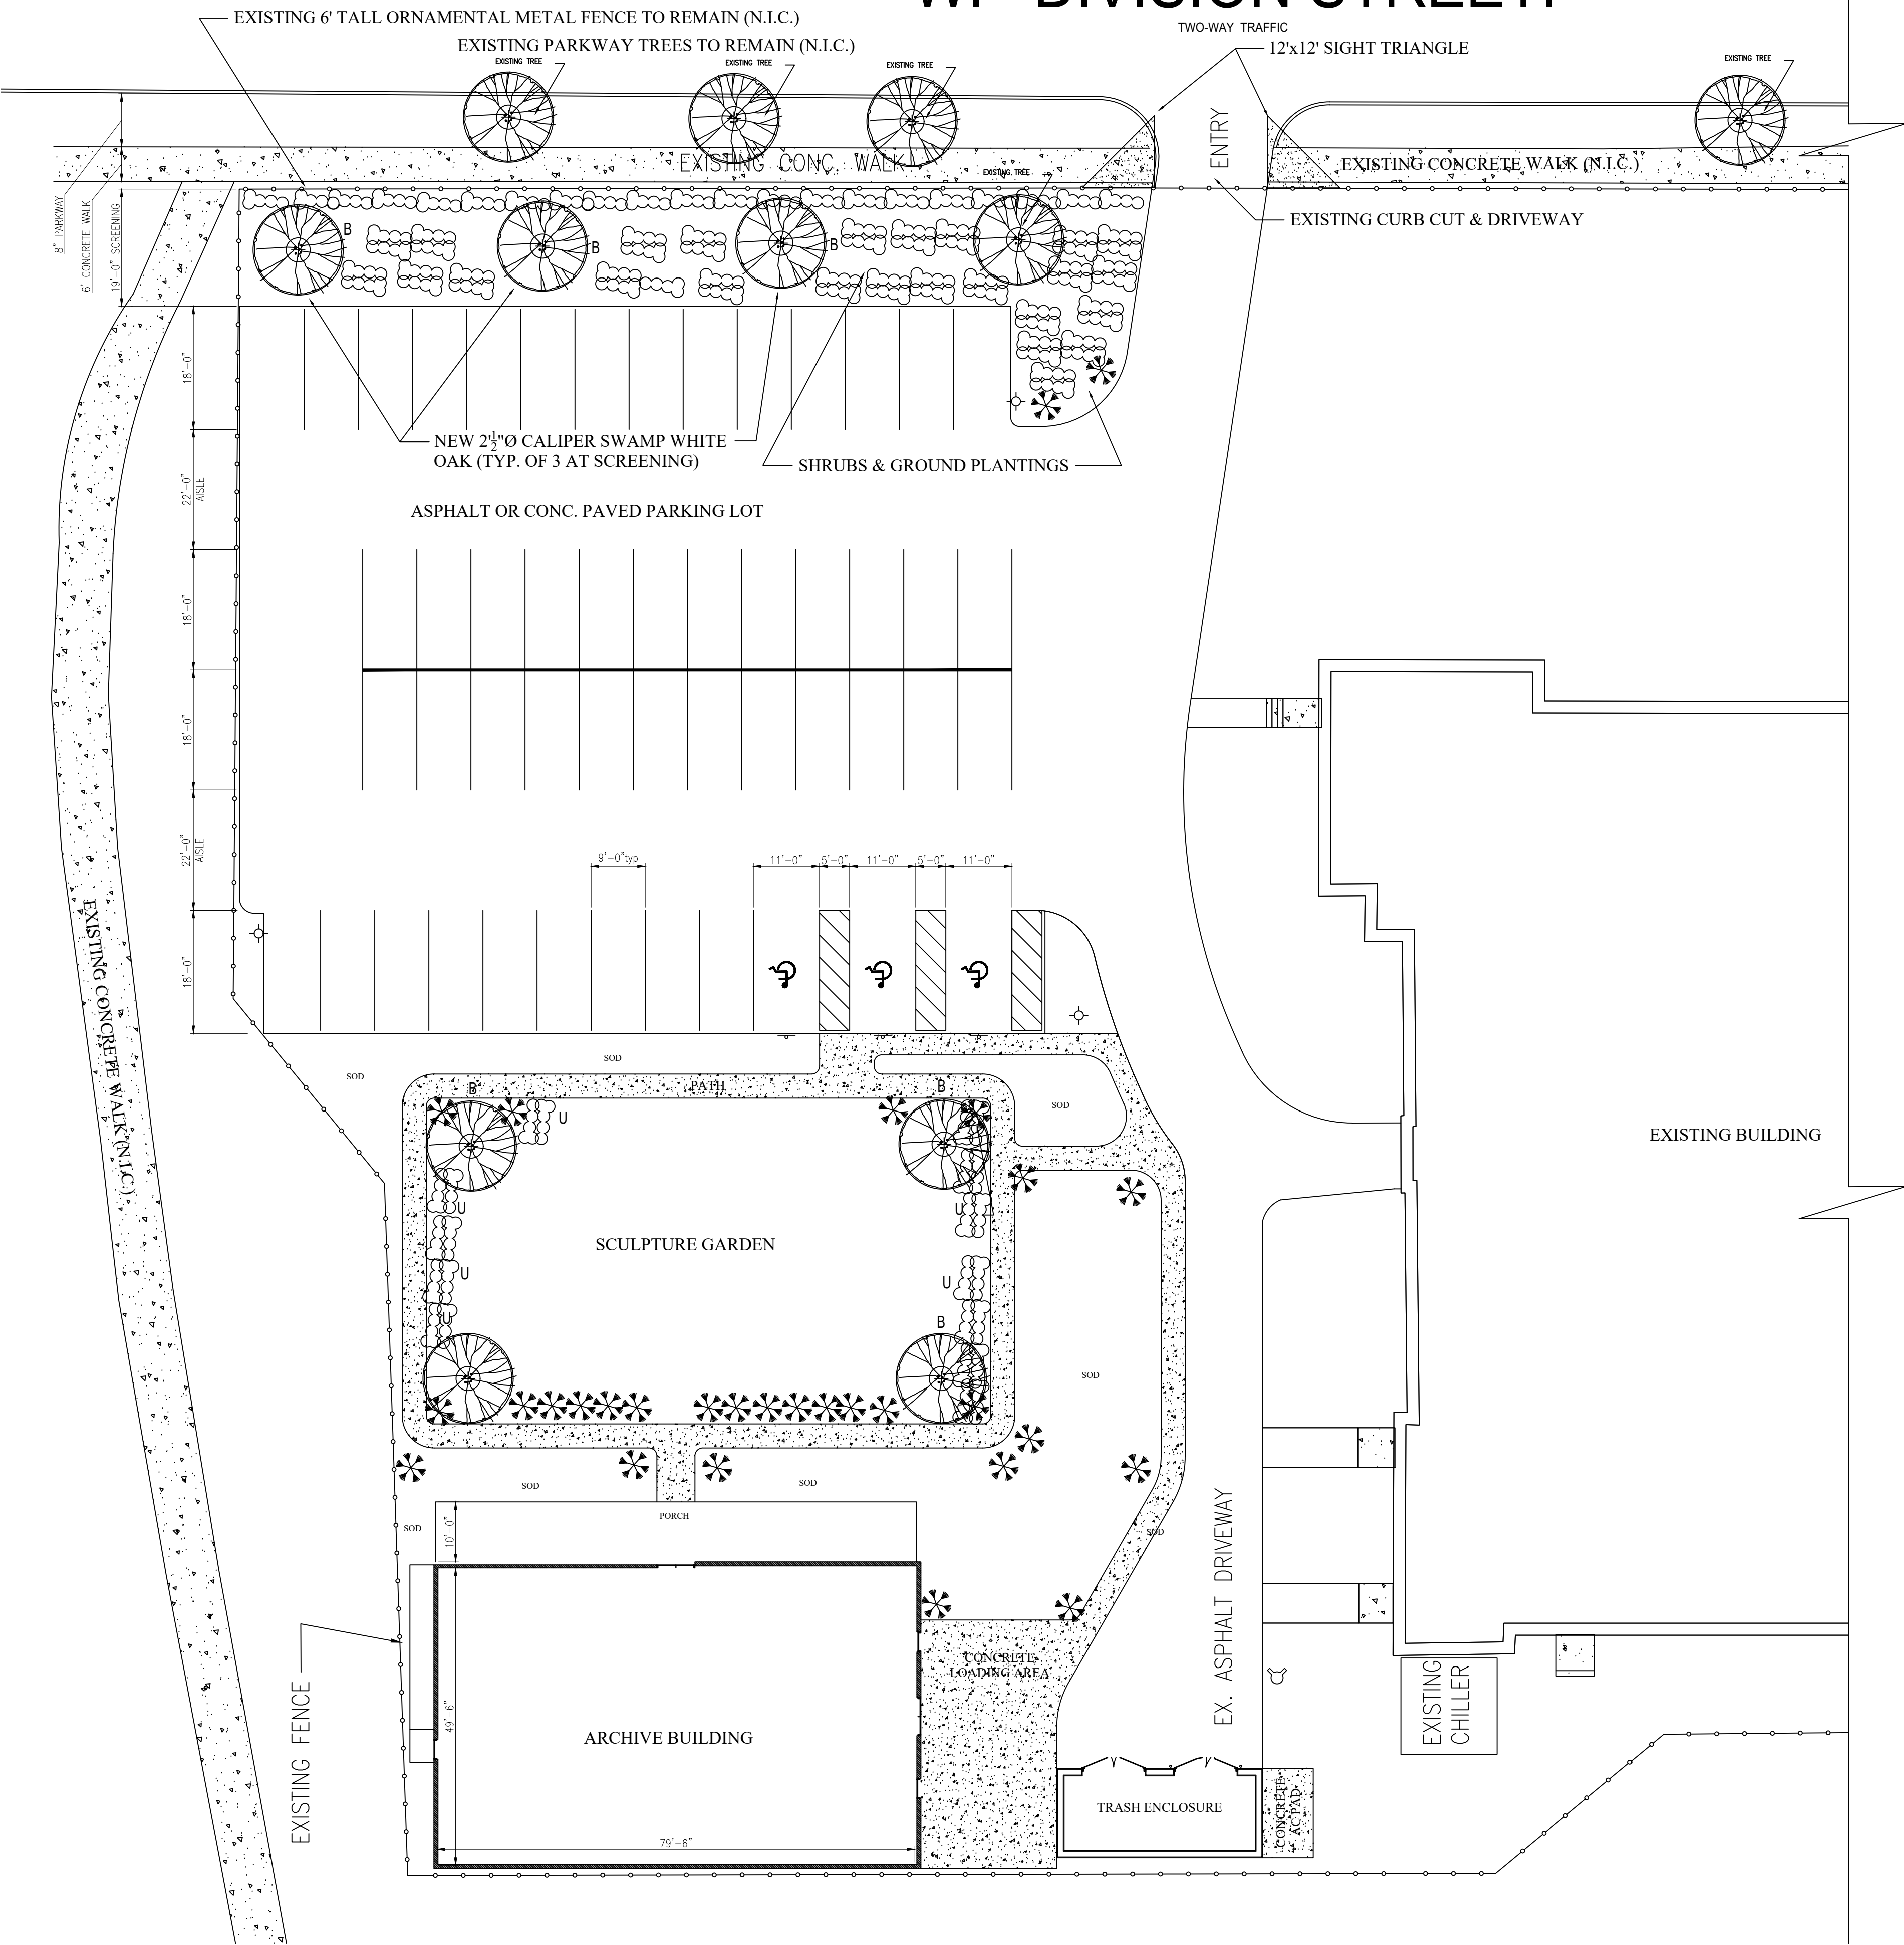 W. DIVISION STREET
TWO-WAY TRAFFIC
EXISTING 6' TALL ORNAMENTAL METAL FENCE TO REMAIN (N.I.C.)
EXISTING PARKWAY TREES TO REMAIN (N.I.C.)
12'x12' SIGHT TRIANGLE
EXISTING TREE
EXISTING TREE
EXISTING TREE
EXISTING TREE
ENTRY
EXISTING CONC. WALK
EXISTING CONCRETE WALK (N.I.C.)
EXISTING TREE
8" PARKWAY
6' CONCRETE WALK
19'-0" SCREENING
EXISTING CURB CUT & DRIVEWAY
B
B
B
18'-0"
NEW 2'½"Ø CALIPER SWAMP WHITE
OAK (TYP. OF 3 AT SCREENING)
SHRUBS & GROUND PLANTINGS
22'-0"
AISLE
ASPHALT OR CONC. PAVED PARKING LOT
18'-0"
18'-0"
22'-0"
AISLE
9'-0"typ
11'-0"
5'-0"
11'-0"
5'-0"
11'-0"
18'-0"
EXISTING CONCRETE WALK (N.I.C.)
SOD
SOD
PATH
B
B
SOD
U
U
U
EXISTING BUILDING
SCULPTURE GARDEN
U
U
U
B
SOD
SOD
SOD
PORCH
SOD
SOD
10'-0"
EX. ASPHALT DRIVEWAY
CONCRETE
LOADING AREA
EXISTING FENCE
49'-6"
ARCHIVE BUILDING
EXISTING
CHILLER
TRASH ENCLOSURE
CONCRETE
AC PAD
79'-6"